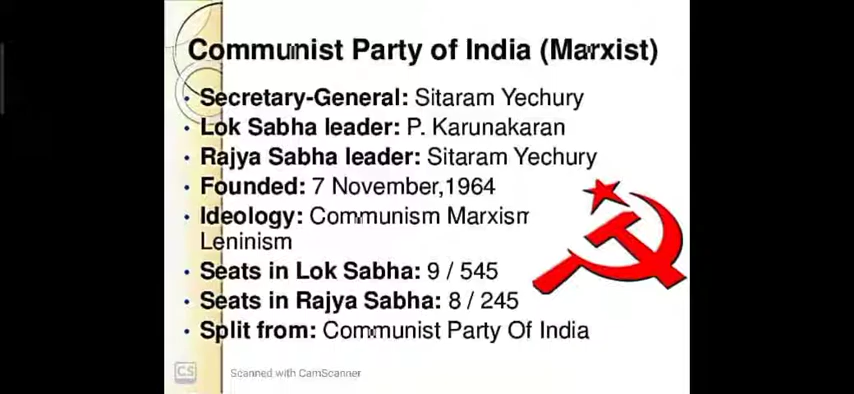 Communist Party of India (Marxist)
• Secretary-General: Sitaram Yechury
• Lok Sabha leader: P. Karunakaran
• Rajya Sabha leader: Sitaram Yechury
• Founded: 7 November,1964
• Ideology: Communism Marxism
Leninism
• Seats in Lok Sabha: 9 / 545
• Seats in Rajya Sabha: 8 / 245
• Split from: Communist Party Of India
CS Scanned with CamScanner